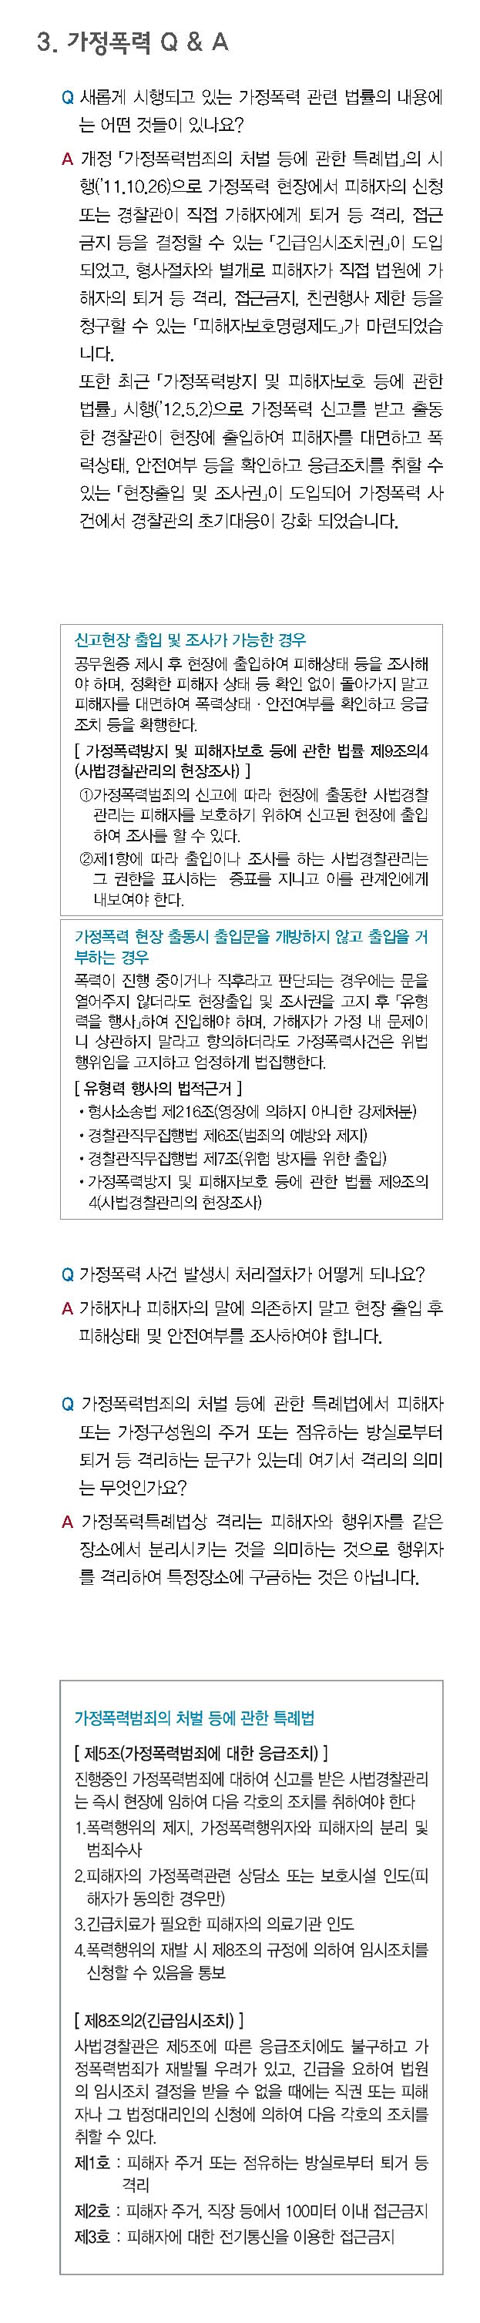 3. 가정폭력 Q & A
Q 새롭게 시행되고 있는 가정폭력 관련 법률의 내용에
는 어떤 것들이 있나요?
A 개정 「가정폭력범죄의 처벌 등에 관한 특례법」의 시
행('11.10.26)으로 가정폭력 현장에서 피해자의 신청
또는 경찰관이 직접 가해자에게 퇴거 등 격리, 접근
금지 등을 결정할 수 있는 「긴급임시조치권」이 도입
되었고, 형사절차와 별개로 피해자가 직접 법원에 가
해자의 퇴거 등 격리, 접근금지, 친권행사 제한 등을
청구할 수 있는 「피해자보호명령제도」가 마련되었습
니다.
또한 최근 「가정폭력방지 및 피해자보호 등에 관한
법률」 시행('12.5.2)으로 가정폭력 신고를 받고 출동
한 경찰관이 현장에 출입하여 피해자를 대면하고 폭
력상태, 안전여부 등을 확인하고 응급조치를 취할 수
있는 「현장출입 및 조사권」이 도입되어 가정폭력 사
건에서 경찰관의 초기대응이 강화 되었습니다.
신고현장 출입 및 조사가 가능한 경우
공무원증 제시 후 현장에 출입하여 피해상태 등을 조사해
야 하며, 정확한 피해자 상태 등 확인 없이 돌아가지 말고
피해자를 대면하여 폭력상태 · 안전여부를 확인하고 응급
조치 등을 확행한다.
[ 가정폭력방지 및 피해자보호 등에 관한 법률 제9조의4
(사법경찰관리의 현장조사) ]
①가정폭력범죄의 신고에 따라 현장에 출동한 사법경찰
관리는 피해자를 보호하기 위하여 신고된 현장에 출입
하여 조사를 할 수 있다.
②제1항에 따라 출입이나 조사를 하는 사법경찰관리는
그 권한을 표시하는 증표를 지니고 이를 관계인에게
내보여야 한다.
가정폭력 현장 출동시 출입문을 개방하지 않고 출입을 거
부하는 경우
폭력이 진행 중이거나 직후라고 판단되는 경우에는 문을
열어주지 않더라도 현장출입 및 조사권을 고지 후 「유형
력을 행사」하여 진입해야 하며, 가해자가 가정 내 문제이
니 상관하지 말라고 항의하더라도 가정폭력사건은 위법
행위임을 고지하고 엄정하게 법집행한다.
[ 유형력 행사의 법적근거 ]
• 형사소송법 제216조(영장에 의하지 아니한 강제처분)
• 경찰관직무집행법 제6조(범죄의 예방와 제지)
• 경찰관직무집행법 제7조(위험 방자를 위한 출입)
• 가정폭력방지 및 피해자보호 등에 관한 법률 제9조의
4(사법경찰관리의 현장조사)
Q 가정폭력 사건 발생시 처리절차가 어떻게 되나요?
A 가해자나 피해자의 말에 의존하지 말고 현장 출입 후
피해상태 및 안전여부를 조사하여야 합니다.
Q 가정폭력범죄의 처벌 등에 관한 특례법에서 피해자
또는 가정구성원의 주거 또는 점유하는 방실로부터
퇴거 등 격리하는 문구가 있는데 여기서 격리의 의미
는 무엇인가요?
A 가정폭력특례법상 격리는 피해자와 행위자를 같은
장소에서 분리시키는 것을 의미하는 것으로 행위자
를 격리하여 특정장소에 구금하는 것은 아닙니다.
가정폭력범죄의 처벌 등에 관한 특례법
[ 제5조(가정폭력범죄에 대한 응급조치) ]
진행중인 가정폭력범죄에 대하여 신고를 받은 사법경찰관리
는 즉시 현장에 임하여 다음 각호의 조치를 취하여야 한다
1.폭력행위의 제지, 가정폭력행위자와 피해자의 분리 및
범죄수사
2.피해자의 가정폭력관련 상담소 또는 보호시설 인도(피
해자가 동의한 경우만)
3.긴급치료가 필요한 피해자의 의료기관 인도
4.폭력행위의 재발 시 제8조의 규정에 의하여 임시조치를
신청할 수 있음을 통보
[ 제8조의2(긴급임시조치) ]
사법경찰관은 제5조에 따른 응급조치에도 불구하고 가
정폭력범죄가 재발될 우려가 있고, 긴급을 요하여 법원
의 임시조치 결정을 받을 수 없을 때에는 직권 또는 피해
자나 그 법정대리인의 신청에 의하여 다음 각호의 조치를
취할 수 있다.
제1호 : 피해자 주거 또는 점유하는 방실로부터 퇴거 등
격리
제2호 : 피해자 주거, 직장 등에서 100미터 이내 접근금지
제3호 : 피해자에 대한 전기통신을 이용한 접근금지